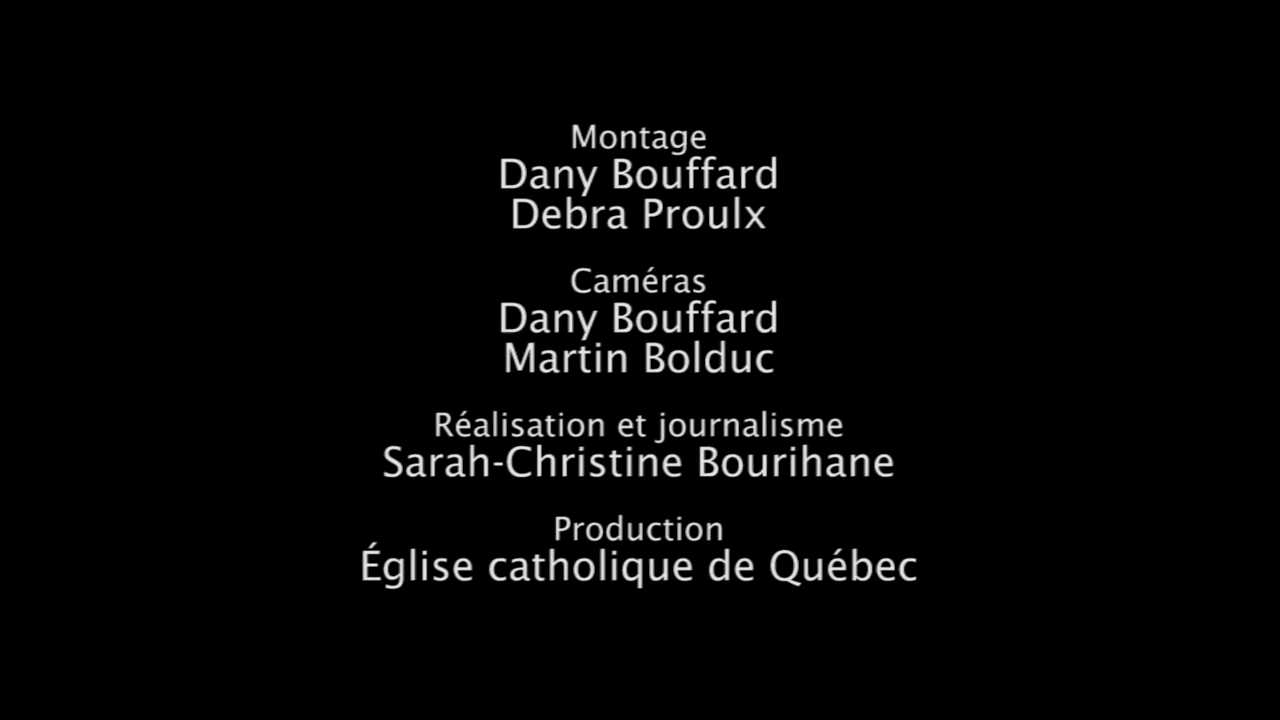 Montage
Dany Bouffard
Debra Proulx
Caméras
Dany Bouffard
Martin Bolduc
Réalisation et journalisme
Sarah-Christine Bourihane
Production
Église catholique de Québec